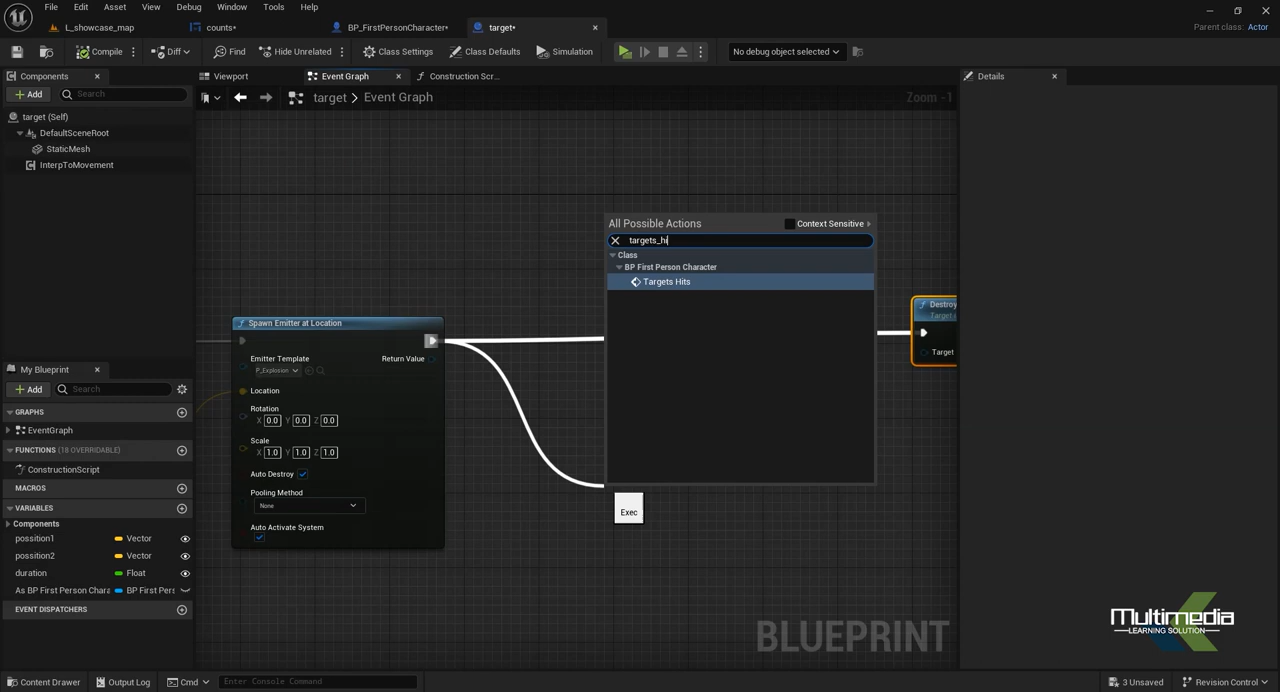 File Edit Asset View Debug Window Tools Help
L_showcase_map
counts*
BP_FirstPersonCharacter*
target*
Parent class: Actor
Compile
Diff
Find
Hide Unrelated
Class Settings
Class Defaults
Simulation
No debug object selected
Components
Viewport
Event Graph
Construction Scr...
Details
Add
Search
target > Event Graph
Zoom -1
target (Self)
DefaultSceneRoot
StaticMesh
InterpToMovement
All Possible Actions
Context Sensitive
targets_hi
Class
BP First Person Character
Targets Hits
Spawn Emitter at Location
Emitter Template
Return Value
P_Explosion
Location
Rotation
X 0.0 Y 0.0 Z 0.0
Scale
X 1.0 Y 1.0 Z 1.0
Auto Destroy
Pooling Method
None
Auto Activate System
Exec
Destroy
Target
Target
My Blueprint
Add
Search
GRAPHS
EventGraph
FUNCTIONS (18 OVERRIDABLE)
ConstructionScript
MACROS
VARIABLES
Components
possition1 Vector
possition2 Vector
duration Float
As BP First Person Chara BP First Pers
EVENT DISPATCHERS
Multimedia
LEARNING SOLUTION
BLUEPRINT
Content Drawer
Output Log
Cmd
Enter Console Command
3 Unsaved
Revision Control